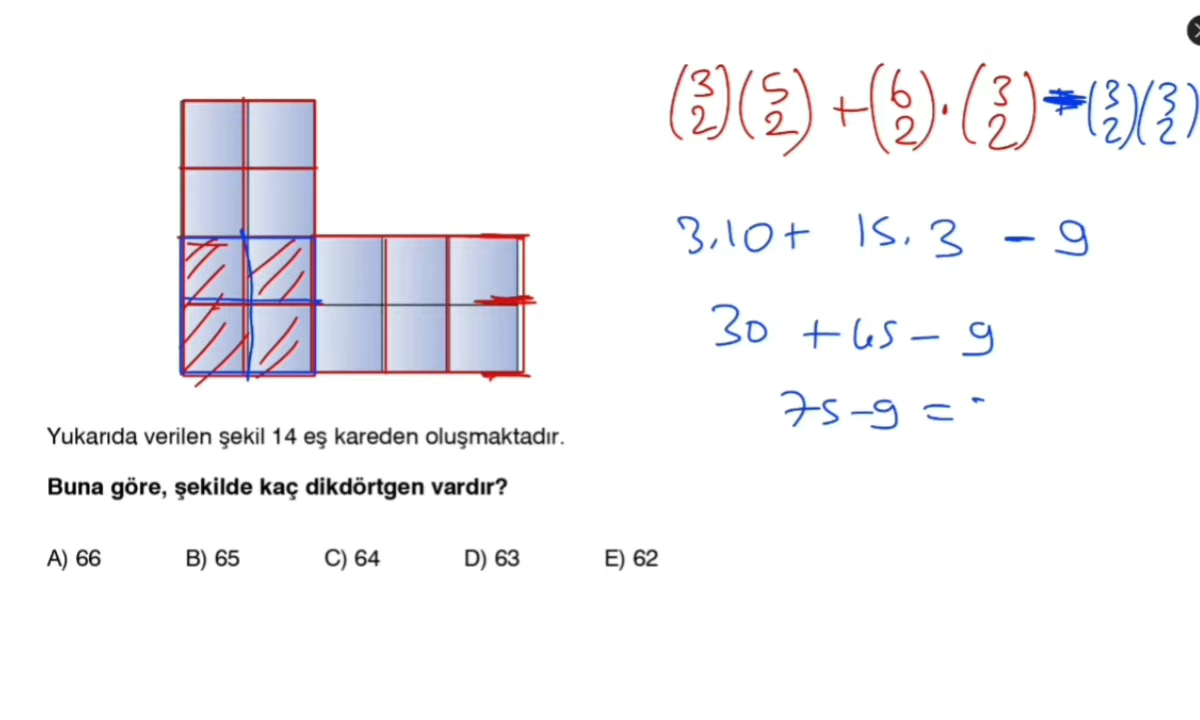 (3 2)(5 2) + (6 2) · (3 2) - (3 2)(3 2)
3.10 + 15.3 - 9
30 + 45 - 9
75 - 9 =
Yukarıda verilen şekil 14 eş kareden oluşmaktadır.
Buna göre, şekilde kaç dikdörtgen vardır?
A) 66 B) 65 C) 64 D) 63 E) 62